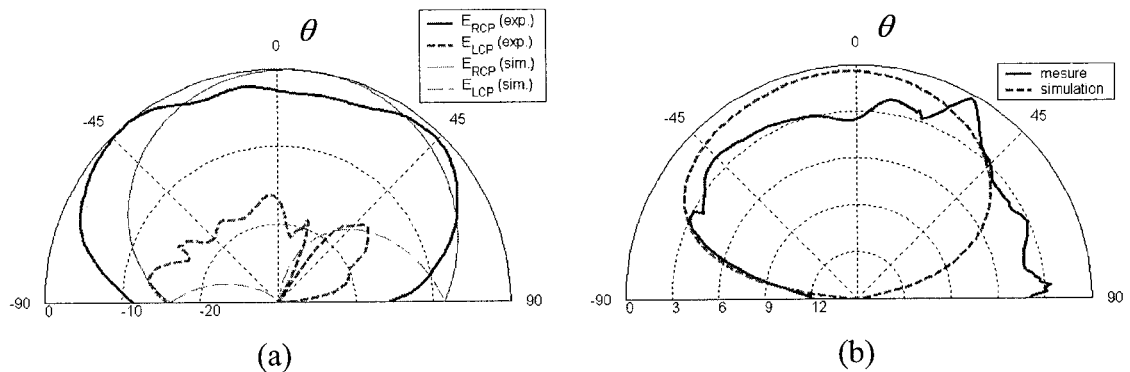 E_RCP (exp.)
E_LCP (exp.)
E_RCP (sim.)
E_LCP (sim.)
θ
0
-45
45
-90
-10
-20
0
90
(a)
θ
0
mesure
simulation
-45
45
-90
0
3
6
9
12
90
(b)